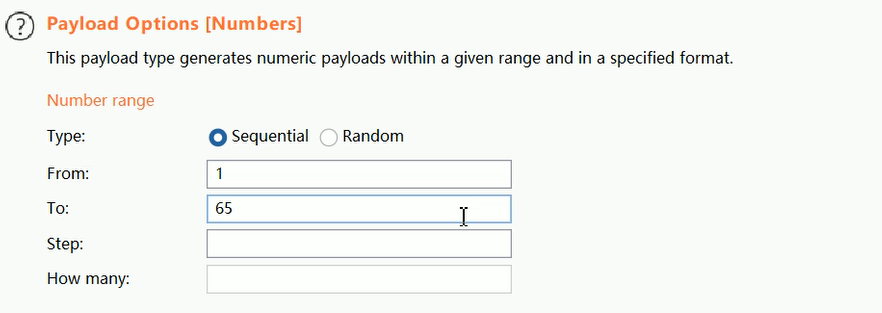 ? Payload Options [Numbers]
This payload type generates numeric payloads within a given range and in a specified format.
Number range
Type: Sequential Random
From: 1
To: 65
Step:
How many: